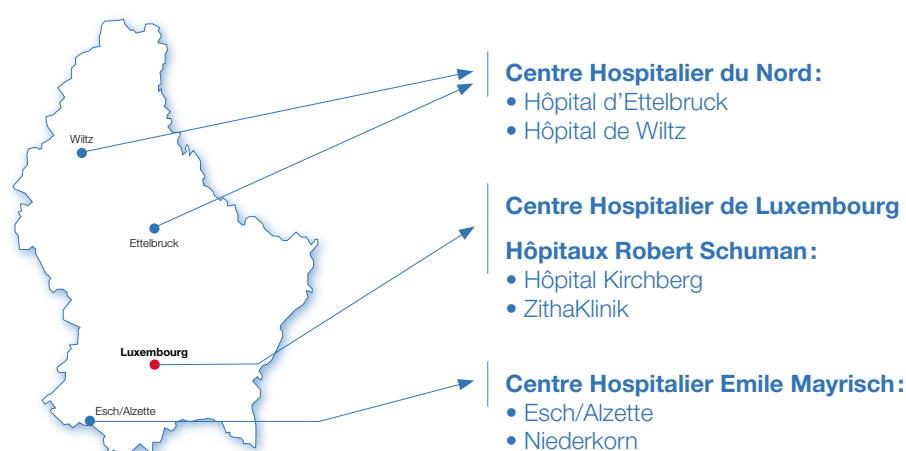 Wiltz
Ettelbruck
Luxembourg
Esch/Alzette
Centre Hospitalier du Nord:
• Hôpital d'Ettelbruck
• Hôpital de Wiltz
Centre Hospitalier de Luxembourg
Hôpitaux Robert Schuman:
• Hôpital Kirchberg
• ZithaKlinik
Centre Hospitalier Emile Mayrisch:
• Esch/Alzette
• Niederkorn